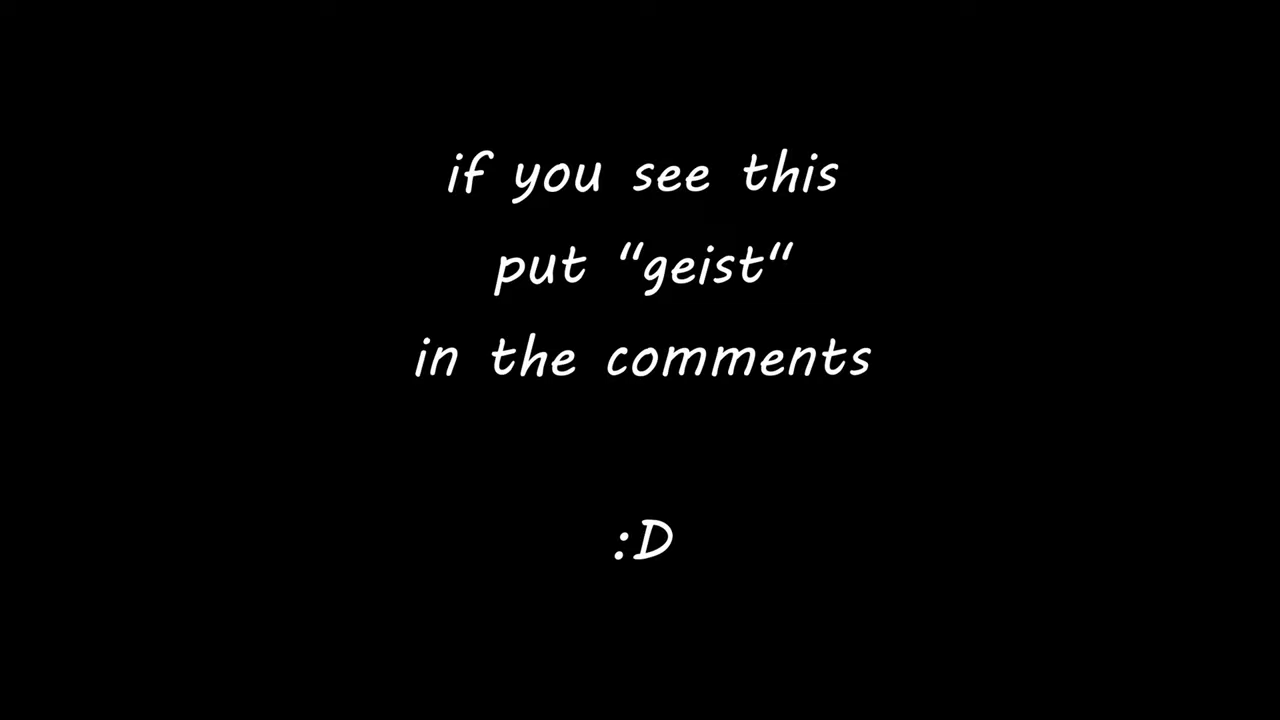 if you see this
put “geist“
in the comments
:D